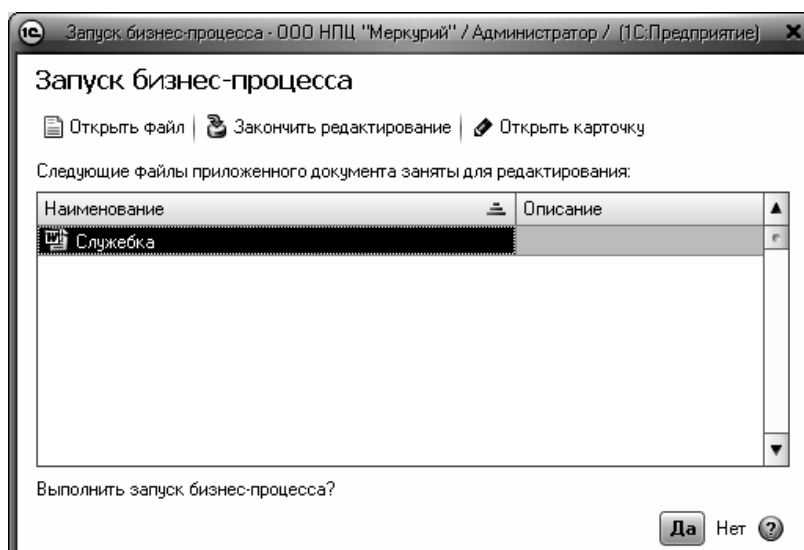 Запуск бизнес-процесса - ООО НПЦ "Меркурий" / Администратор / (1С:Предприятие)
Запуск бизнес-процесса
Открыть файл Закончить редактирование Открыть карточку
Следующие файлы приложенного документа заняты для редактирования:
Наименование Описание
Служебка
Выполнить запуск бизнес-процесса?
Да Нет ?